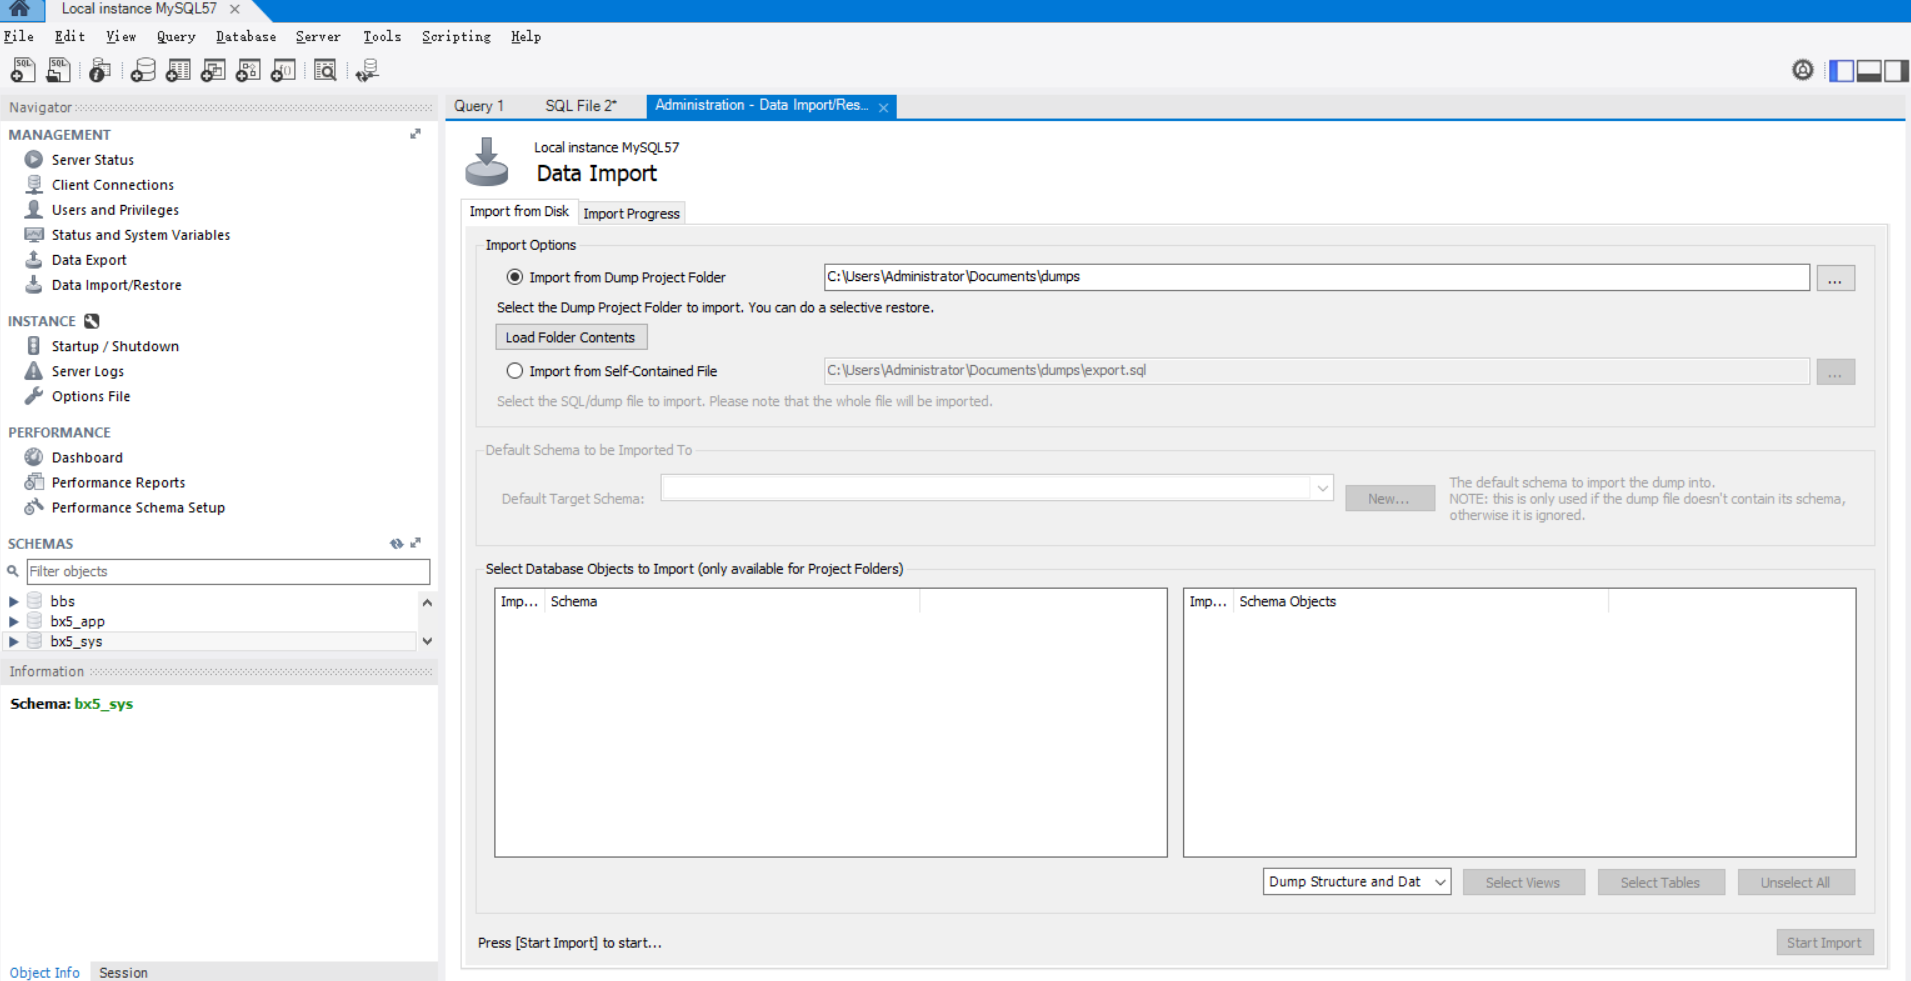 Local instance MySQL57
File Edit View Query Database Server Tools Scripting Help
SQL SQL
Navigator
MANAGEMENT
Server Status
Client Connections
Users and Privileges
Status and System Variables
Data Export
Data Import/Restore
INSTANCE
Startup / Shutdown
Server Logs
Options File
PERFORMANCE
Dashboard
Performance Reports
Performance Schema Setup
SCHEMAS
Filter objects
bbs
bx5_app
bx5_sys
Information
Schema: bx5_sys
Object Info Session
Query 1 SQL File 2* Administration - Data Import/Res...
Local instance MySQL57
Data Import
Import from Disk Import Progress
Import Options
Import from Dump Project Folder C:\Users\Administrator\Documents\dumps ...
Select the Dump Project Folder to import. You can do a selective restore.
Load Folder Contents
Import from Self-Contained File C:\Users\Administrator\Documents\dumps\export.sql ...
Select the SQL/dump file to import. Please note that the whole file will be imported.
Default Schema to be Imported To
Default Target Schema: New...
The default schema to import the dump into.
NOTE: this is only used if the dump file doesn't contain its schema,
otherwise it is ignored.
Select Database Objects to Import (only available for Project Folders)
Imp... Schema Imp... Schema Objects
Dump Structure and Dat Select Views Select Tables Unselect All
Press [Start Import] to start... Start Import